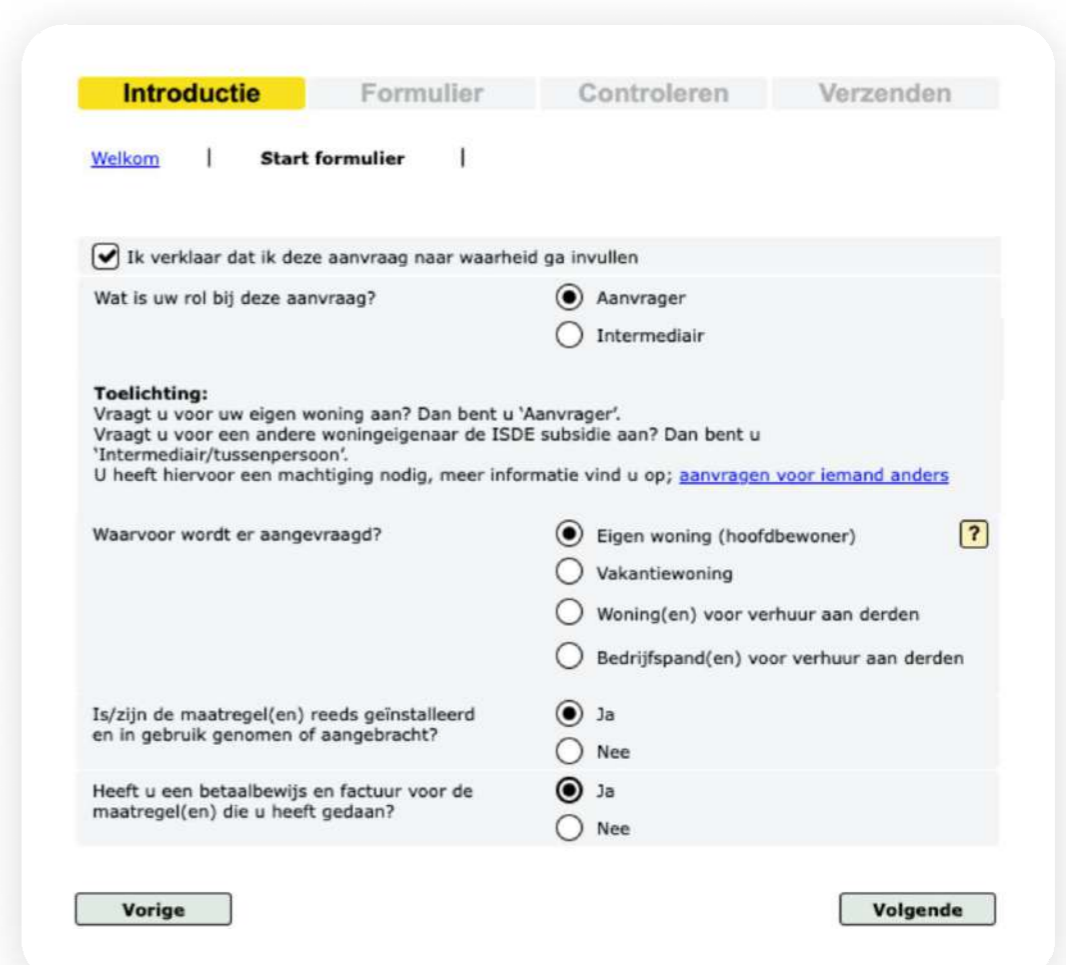 Introductie Formulier Controleren Verzenden
Welkom | Start formulier |
Ik verklaar dat ik deze aanvraag naar waarheid ga invullen
Wat is uw rol bij deze aanvraag?
Aanvrager
Intermediair
Toelichting:
Vraagt u voor uw eigen woning aan? Dan bent u 'Aanvrager'.
Vraagt u voor een andere woningeigenaar de ISDE subsidie aan? Dan bent u
'Intermediair/tussenpersoon'.
U heeft hiervoor een machtiging nodig, meer informatie vind u op; aanvragen voor iemand anders
Waarvoor wordt er aangevraagd?
Eigen woning (hoofdbewoner) ?
Vakantiewoning
Woning(en) voor verhuur aan derden
Bedrijfspand(en) voor verhuur aan derden
Is/zijn de maatregel(en) reeds geïnstalleerd
en in gebruik genomen of aangebracht?
Ja
Nee
Heeft u een betaalbewijs en factuur voor de
maatregel(en) die u heeft gedaan?
Ja
Nee
Vorige Volgende